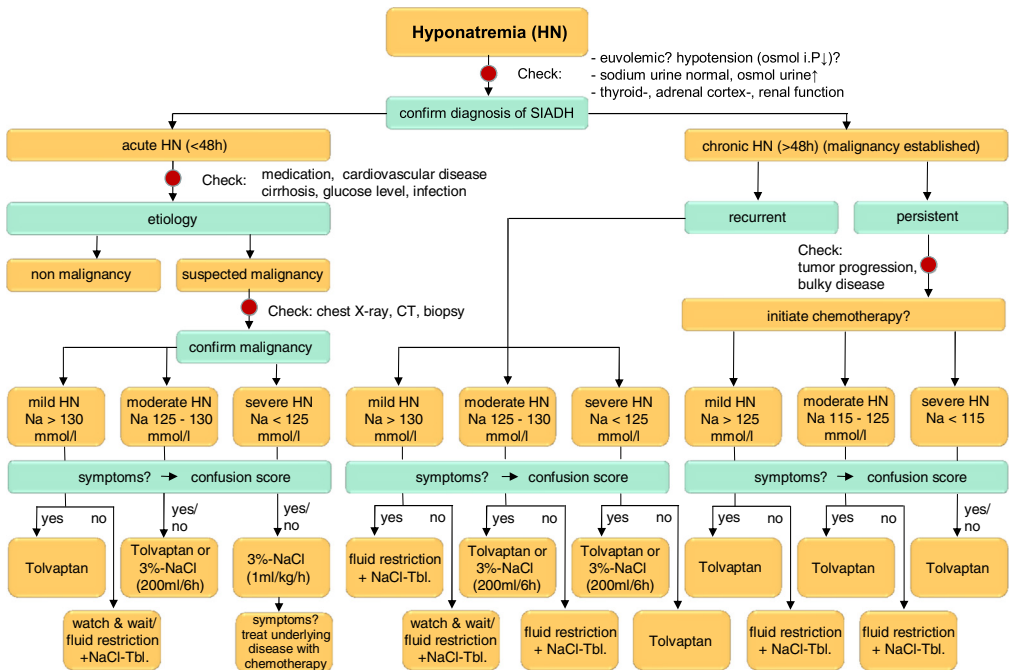 Hyponatremia (HN)
Check:
- euvolemic? hypotension (osmol i.P↓)?
- sodium urine normal, osmol urine↑
- thyroid-, adrenal cortex-, renal function
confirm diagnosis of SIADH
acute HN (<48h)
Check:
medication, cardiovascular disease
cirrhosis, glucose level, infection
etiology
non malignancy
suspected malignancy
Check: chest X-ray, CT, biopsy
confirm malignancy
mild HN
Na > 130
mmol/l
moderate HN
Na 125 - 130
mmol/l
severe HN
Na < 125
mmol/l
symptoms? → confusion score
yes
no
yes/
no
yes/
no
Tolvaptan
Tolvaptan or
3%-NaCl
(200ml/6h)
3%-NaCl
(1ml/kg/h)
watch & wait/
fluid restriction
+NaCl-Tbl.
symptoms?
treat underlying
disease with
chemotherapy
chronic HN (>48h) (malignancy established)
recurrent
persistent
mild HN
Na > 130
mmol/l
moderate HN
Na 125 - 130
mmol/l
severe HN
Na < 125
mmol/l
symptoms? → confusion score
yes
no
yes
no
yes
no
fluid restriction
+ NaCl-Tbl.
Tolvaptan or
3%-NaCl
(200ml/6h)
Tolvaptan or
3%-NaCl
(200ml/6h)
watch & wait/
fluid restriction
+NaCl-Tbl.
fluid restriction
+ NaCl-Tbl.
Tolvaptan
Check:
tumor progression,
bulky disease
initiate chemotherapy?
mild HN
Na > 125
mmol/l
moderate HN
Na 115 - 125
mmol/l
severe HN
Na < 115
symptoms? → confusion score
yes
no
yes
no
yes/
no
Tolvaptan
Tolvaptan
Tolvaptan
fluid restriction
+ NaCl-Tbl.
fluid restriction
+ NaCl-Tbl.